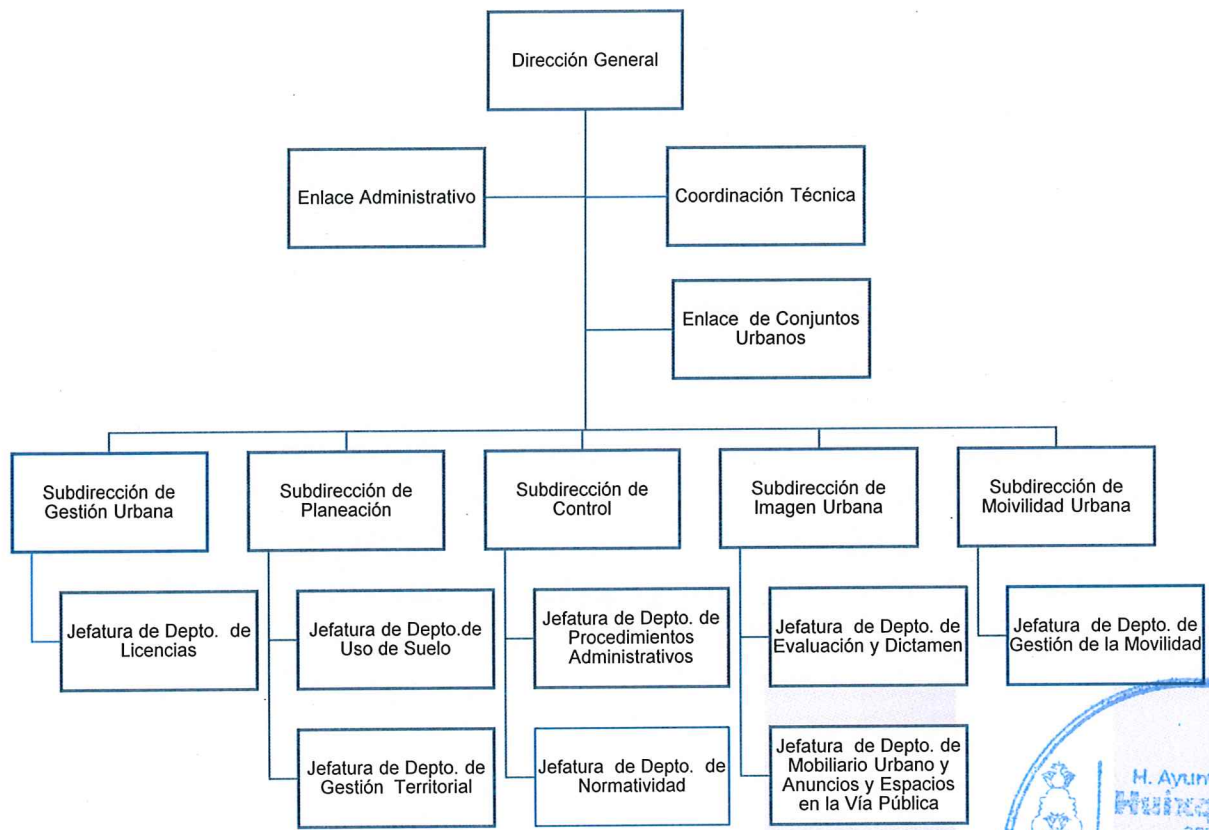 Dirección General
Enlace Administrativo
Coordinación Técnica
Enlace de Conjuntos
Urbanos
Subdirección de
Gestión Urbana
Subdirección de
Planeación
Subdirección de
Control
Subdirección de
Imagen Urbana
Subdirección de
Moivilidad Urbana
Jefatura de Depto. de
Licencias
Jefatura de Depto.de
Uso de Suelo
Jefatura de Depto. de
Procedimientos
Administrativos
Jefatura de Depto. de
Evaluación y Dictamen
Jefatura de Depto. de
Gestión de la Movilidad
Jefatura de Depto. de
Gestión Territorial
Jefatura de Depto. de
Normatividad
Jefatura de Depto. de
Mobiliario Urbano y
Anuncios y Espacios
en la Vía Pública
H. Ayun